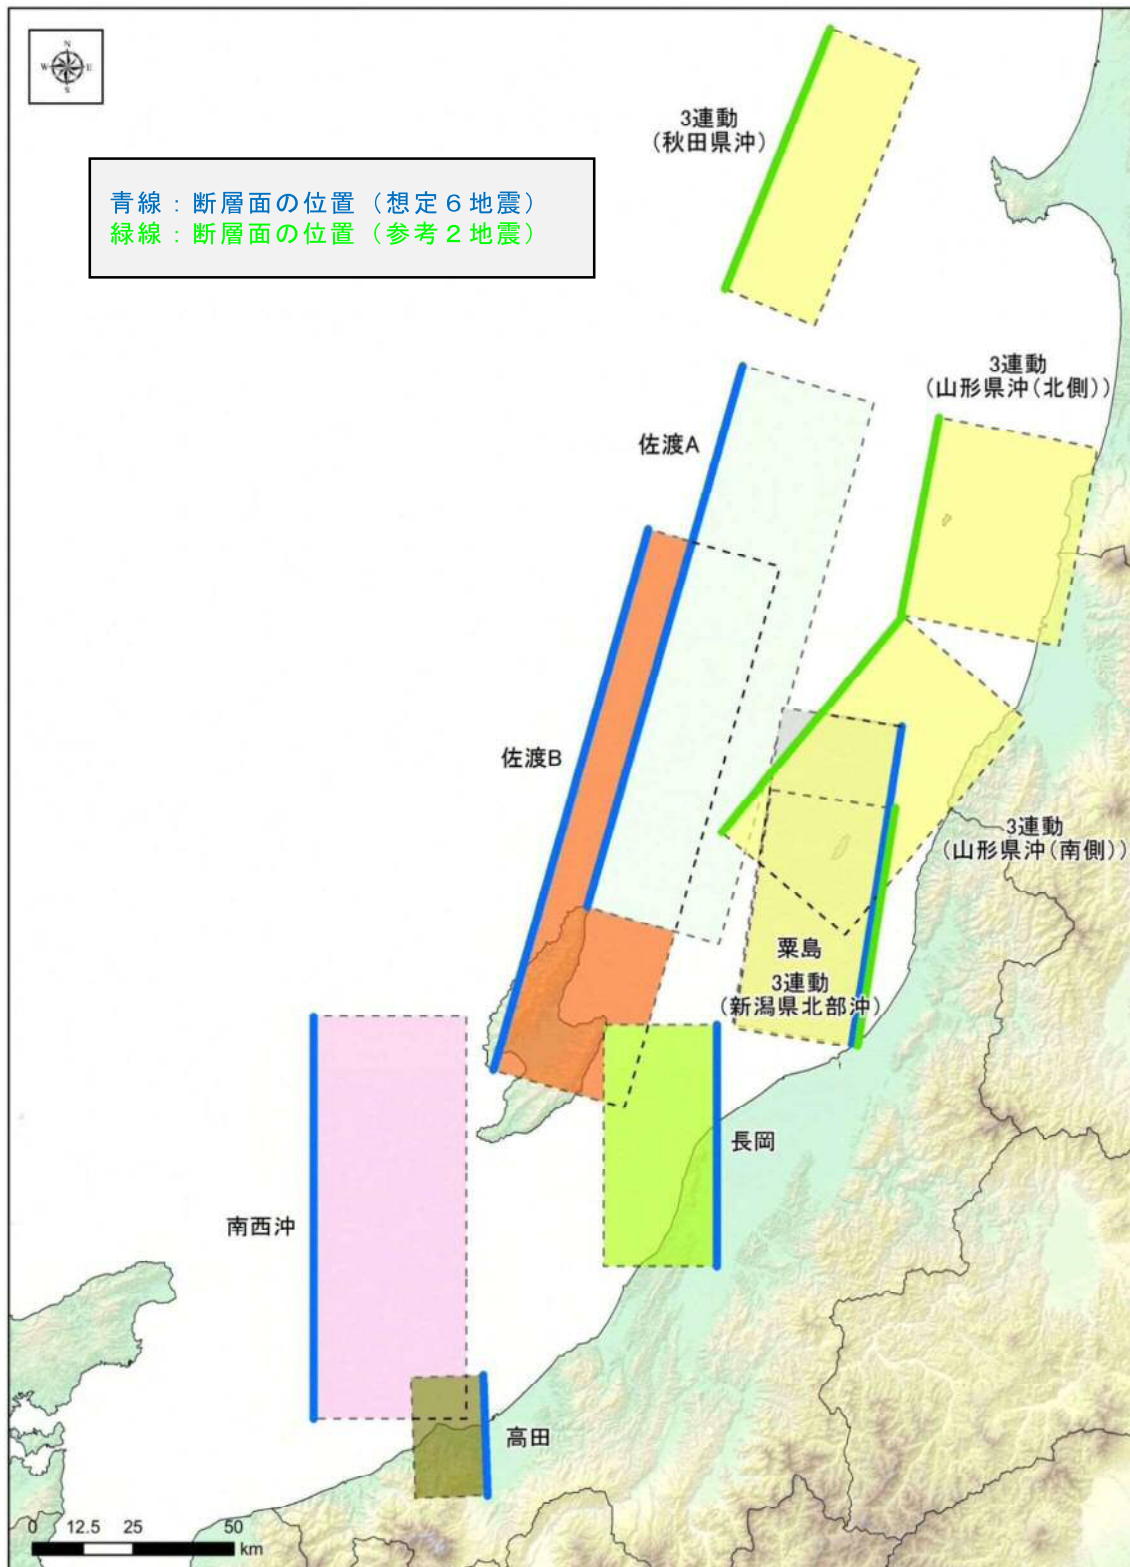 N
W E
S
3連動
(秋田県沖)
青線：断層面の位置（想定６地震）
緑線：断層面の位置（参考２地震）
3連動
(山形県沖(北側))
佐渡A
佐渡B
3連動
(山形県沖(南側))
粟島
3連動
(新潟県北部沖)
長岡
南西沖
高田
0 12.5 25 50
km